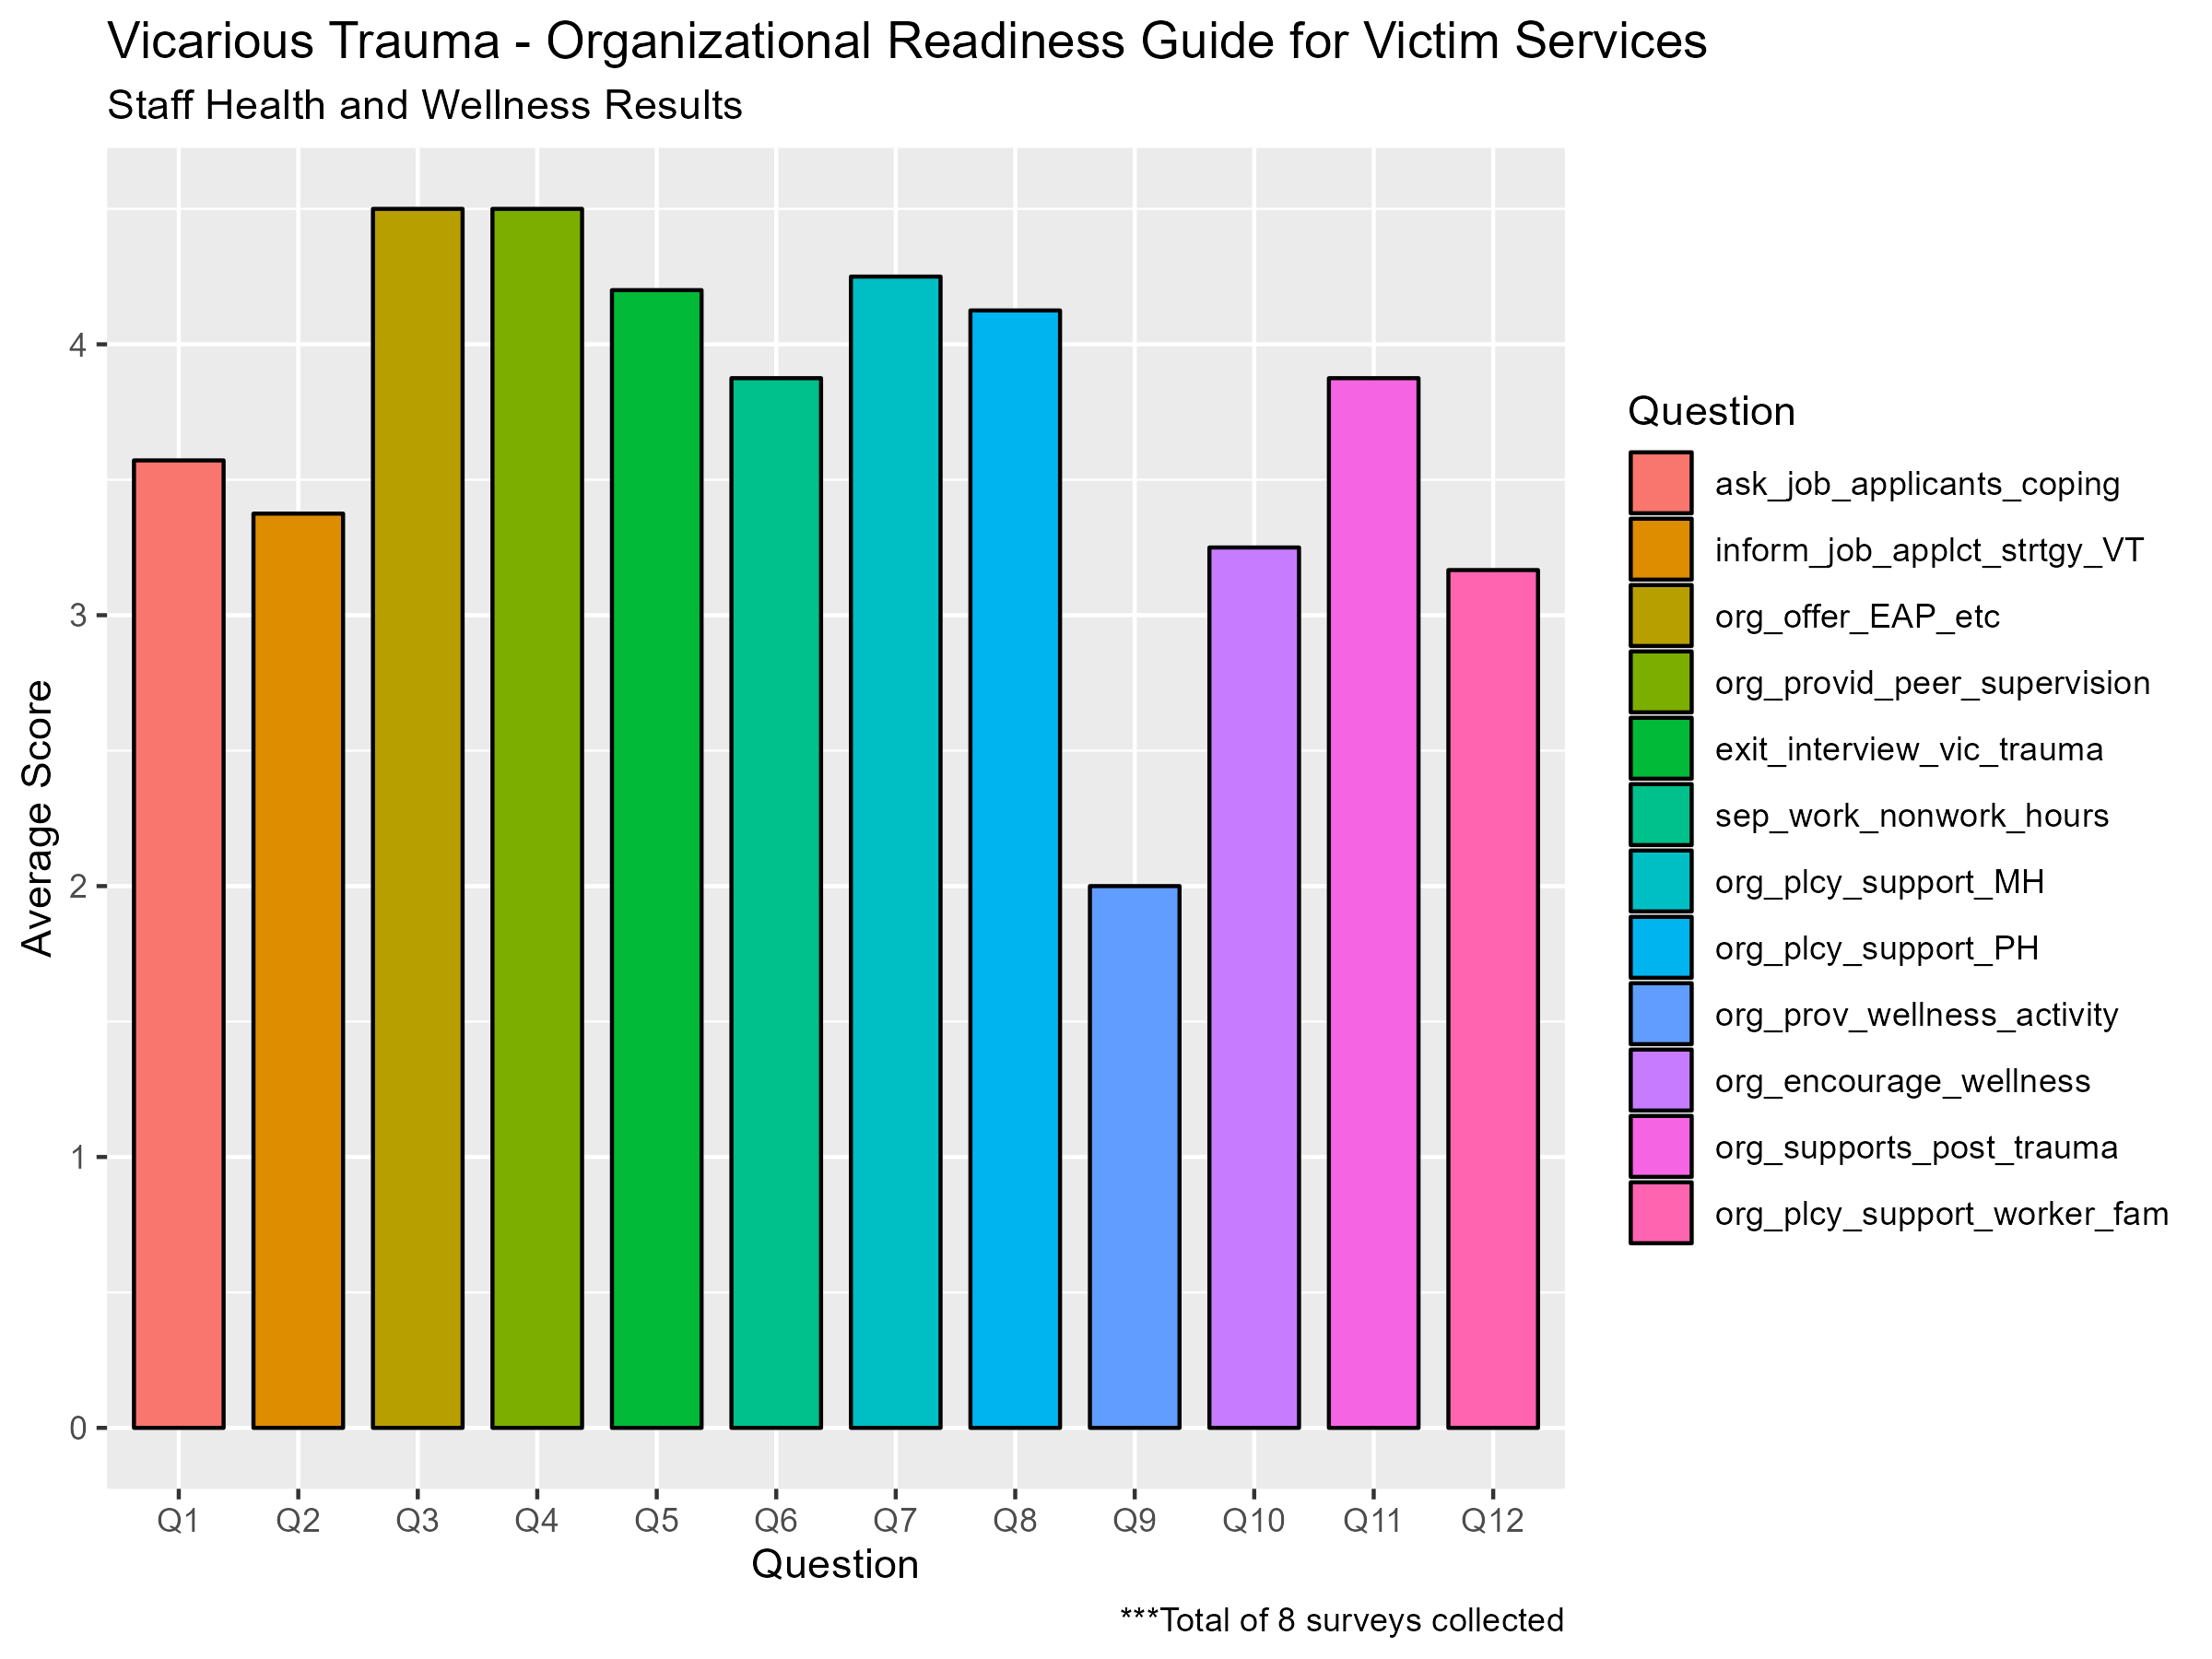 Vicarious Trauma - Organizational Readiness Guide for Victim Services
Staff Health and Wellness Results
Average Score
4
3
2
1
0
Q1 Q2 Q3 Q4 Q5 Q6 Q7 Q8 Q9 Q10 Q11 Q12
Question
***Total of 8 surveys collected
Question
ask_job_applicants_coping
inform_job_applct_strtgy_VT
org_offer_EAP_etc
org_provid_peer_supervision
exit_interview_vic_trauma
sep_work_nonwork_hours
org_plcy_support_MH
org_plcy_support_PH
org_prov_wellness_activity
org_encourage_wellness
org_supports_post_trauma
org_plcy_support_worker_fam